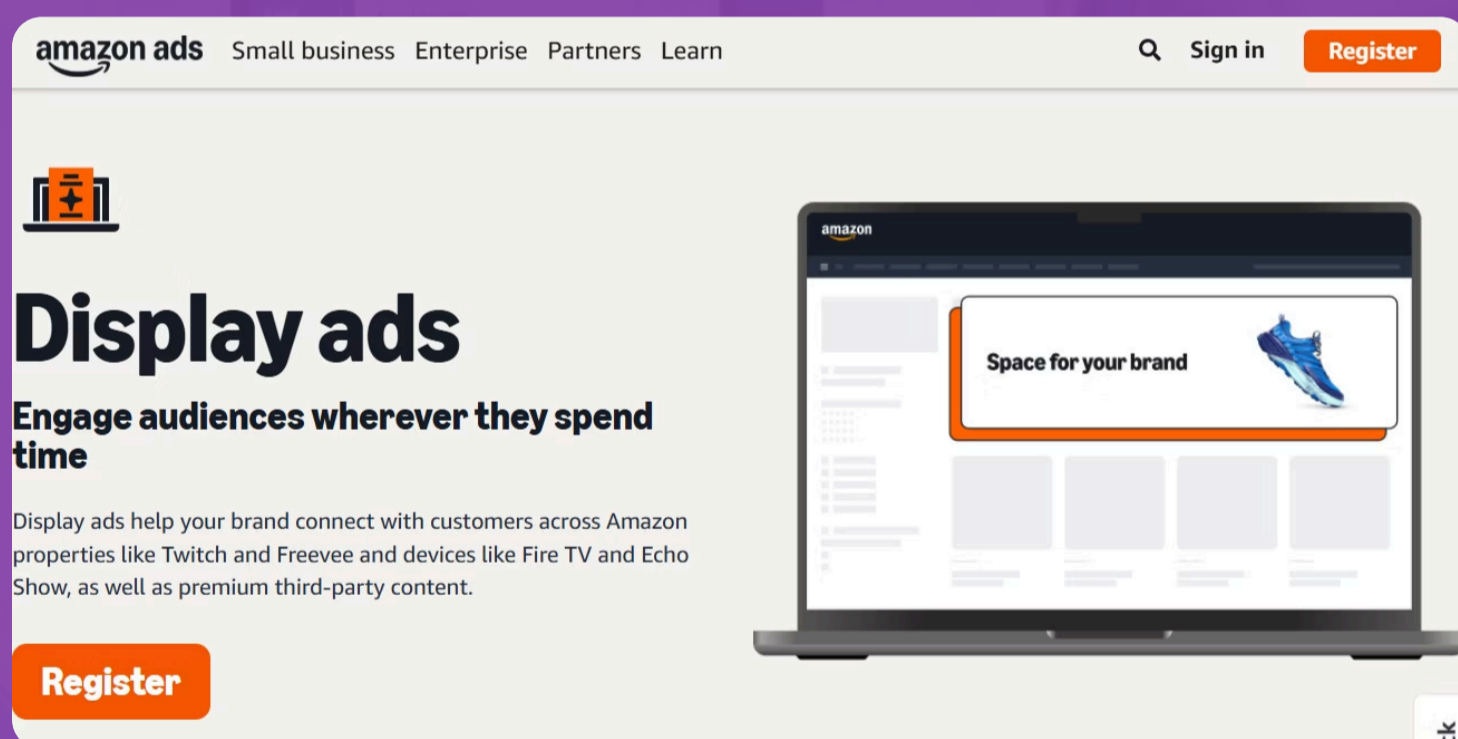 amazon ads Small business Enterprise Partners Learn Sign in Register
amazon
Display ads
Space for your brand
Engage audiences wherever they spend
time
Display ads help your brand connect with customers across Amazon
properties like Twitch and Freevee and devices like Fire TV and Echo
Show, as well as premium third-party content.
Register